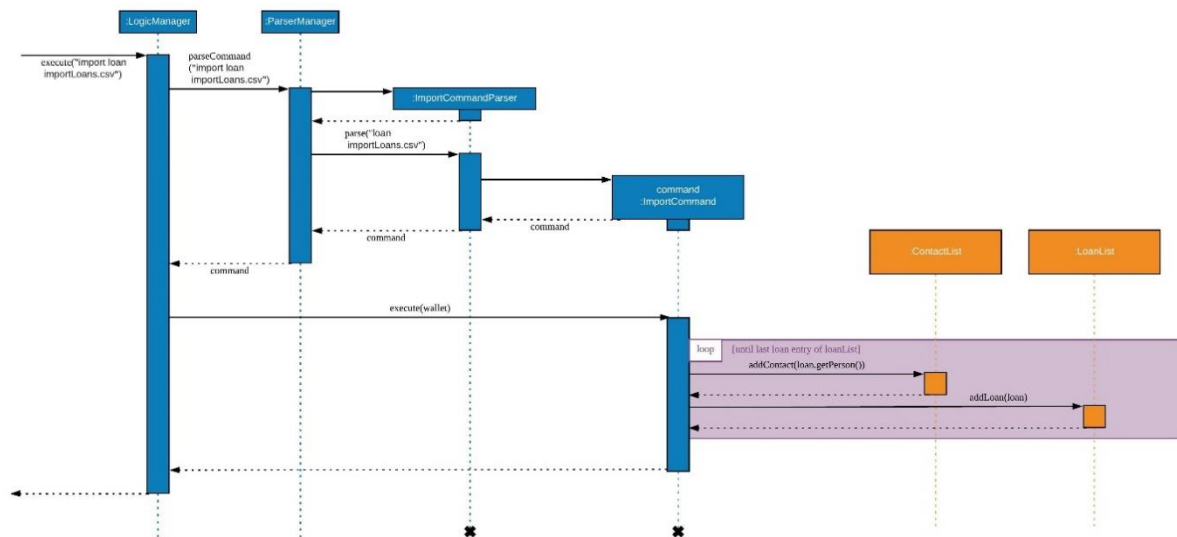 :LogicManager
:ParserManager
execute("import loan
importLoans.csv")
parseCommand
("import loan
importLoans.csv")
:ImportCommandParser
parse("loan
importLoans.csv")
command
:ImportCommand
command
command
command
:ContactList
:LoanList
execute(wallet)
loop
[until last loan entry of loanList]
addContact(loan.getPerson())
addLoan(loan)